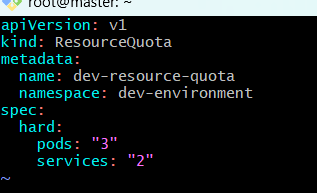 root@master: ~
apiVersion: v1
kind: ResourceQuota
metadata:
  name: dev-resource-quota
  namespace: dev-environment
spec:
  hard:
    pods: "3"
    services: "2"
~